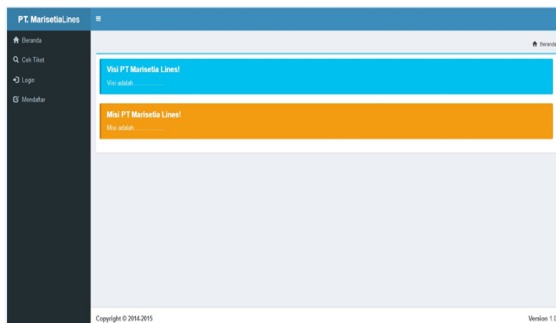 PT. MarisetiaLines
Beranda
Cek Tiket
Login
Mendaftar
Beranda
Visi PT Marisetia Lines!
Visi adalah..................
Misi PT Marisetia Lines!
Misi adalah..................
Copyright © 2014-2015
Version 1.0